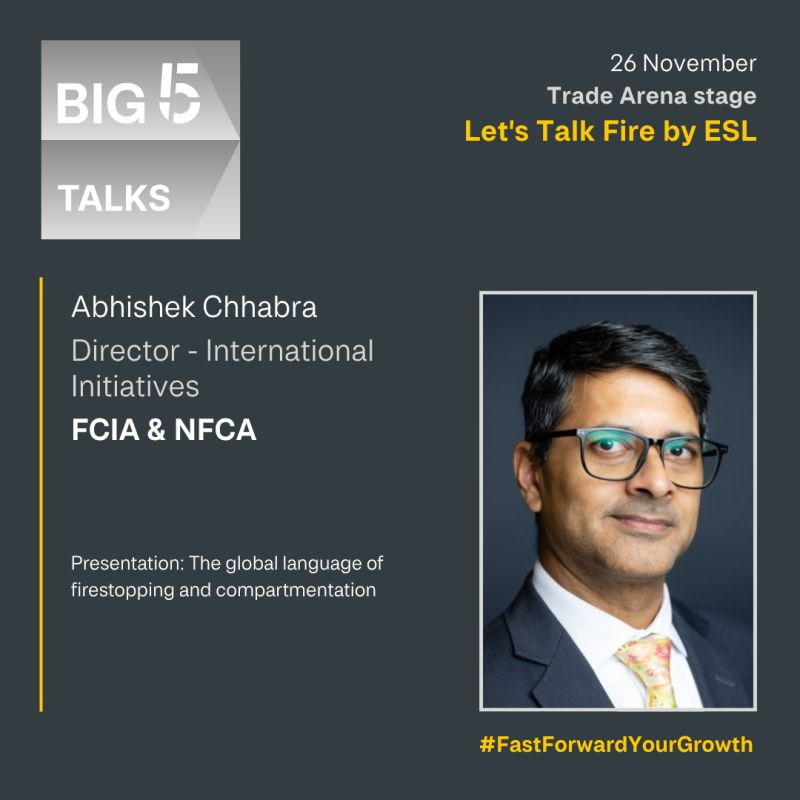 BIG 5
TALKS
26 November
Trade Arena stage
Let's Talk Fire by ESL
Abhishek Chhabra
Director - International
Initiatives
FCIA & NFCA
Presentation: The global language of
firestopping and compartmentation
#FastForwardYourGrowth